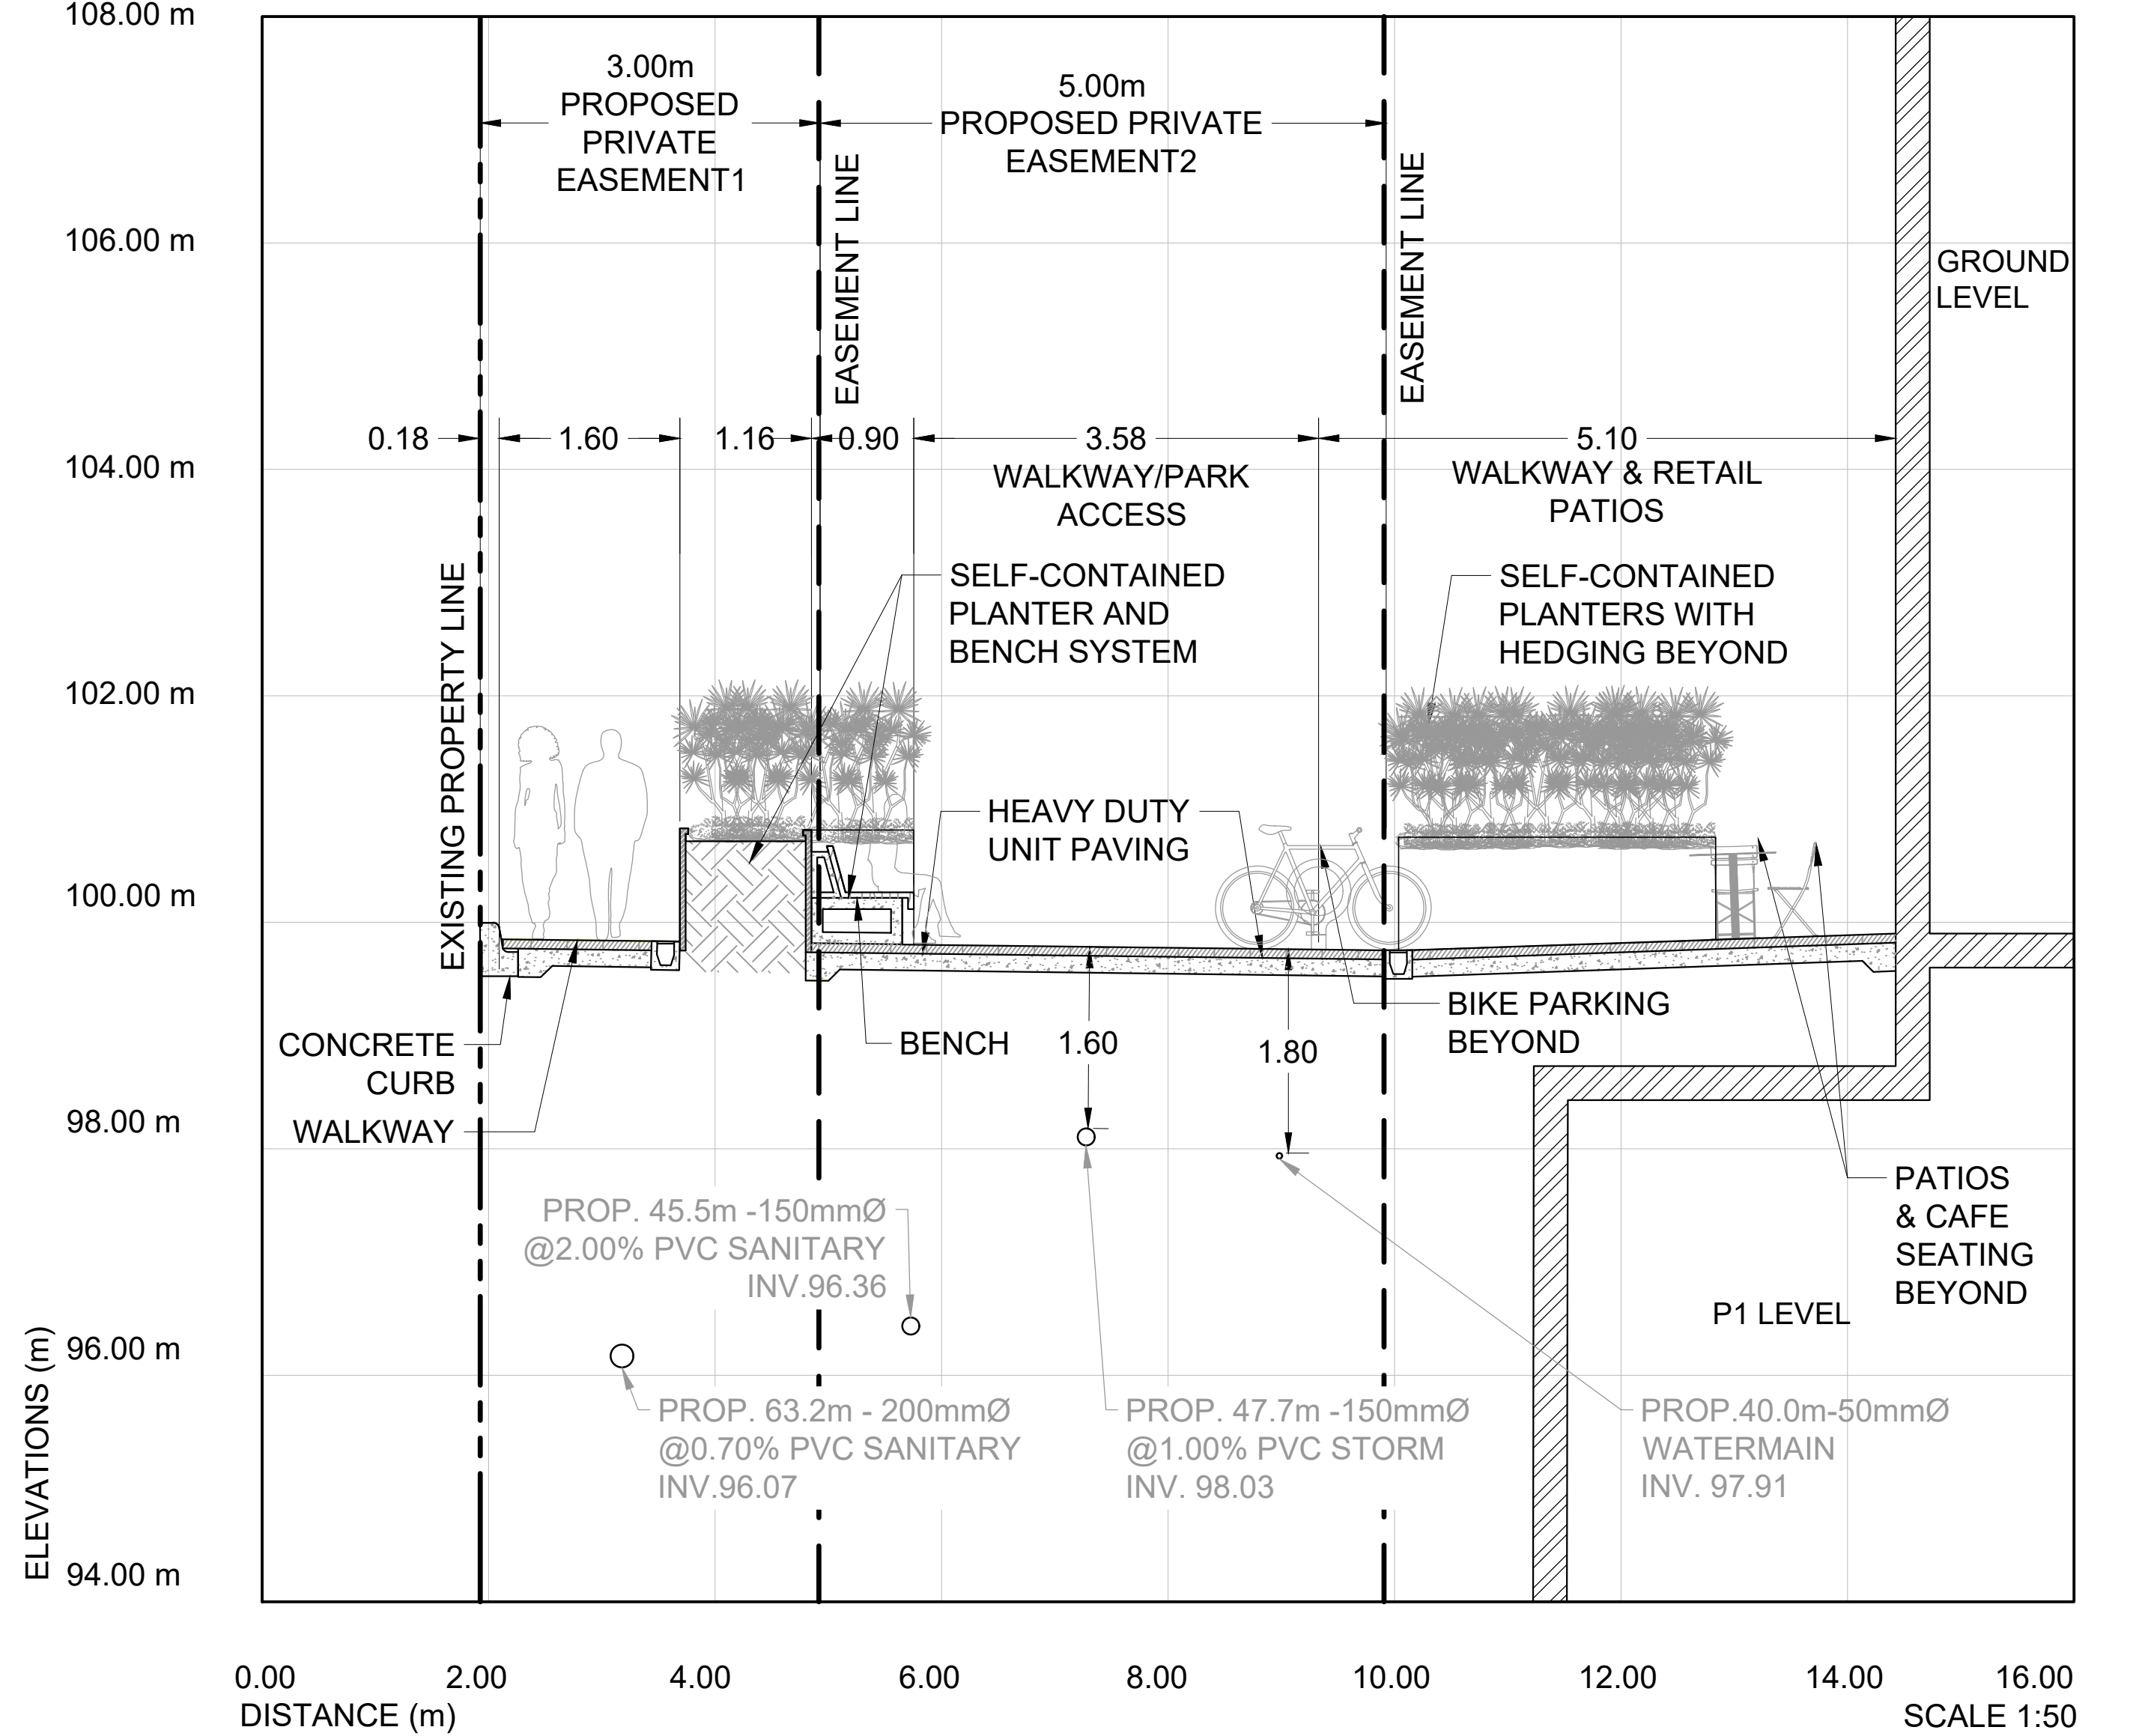 108.00 m
3.00m
PROPOSED
PRIVATE
EASEMENT1
5.00m
PROPOSED PRIVATE
EASEMENT2
EASEMENT LINE
EASEMENT LINE
106.00 m
GROUND
LEVEL
0.18
1.60
1.16
0.90
3.58
WALKWAY/PARK
ACCESS
5.10
WALKWAY & RETAIL
PATIOS
104.00 m
EXISTING PROPERTY LINE
SELF-CONTAINED
PLANTER AND
BENCH SYSTEM
SELF-CONTAINED
PLANTERS WITH
HEDGING BEYOND
102.00 m
HEAVY DUTY
UNIT PAVING
100.00 m
CONCRETE
CURB
WALKWAY
BENCH
1.60
1.80
BIKE PARKING
BEYOND
98.00 m
PATIOS
& CAFE
SEATING
BEYOND
PROP. 45.5m -150mmØ
@2.00% PVC SANITARY
INV.96.36
P1 LEVEL
96.00 m
PROP. 63.2m - 200mmØ
@0.70% PVC SANITARY
INV.96.07
PROP. 47.7m -150mmØ
@1.00% PVC STORM
INV. 98.03
PROP.40.0m-50mmØ
WATERMAIN
INV. 97.91
ELEVATIONS (m)
94.00 m
0.00
2.00
4.00
6.00
8.00
10.00
12.00
14.00
16.00
DISTANCE (m)
SCALE 1:50